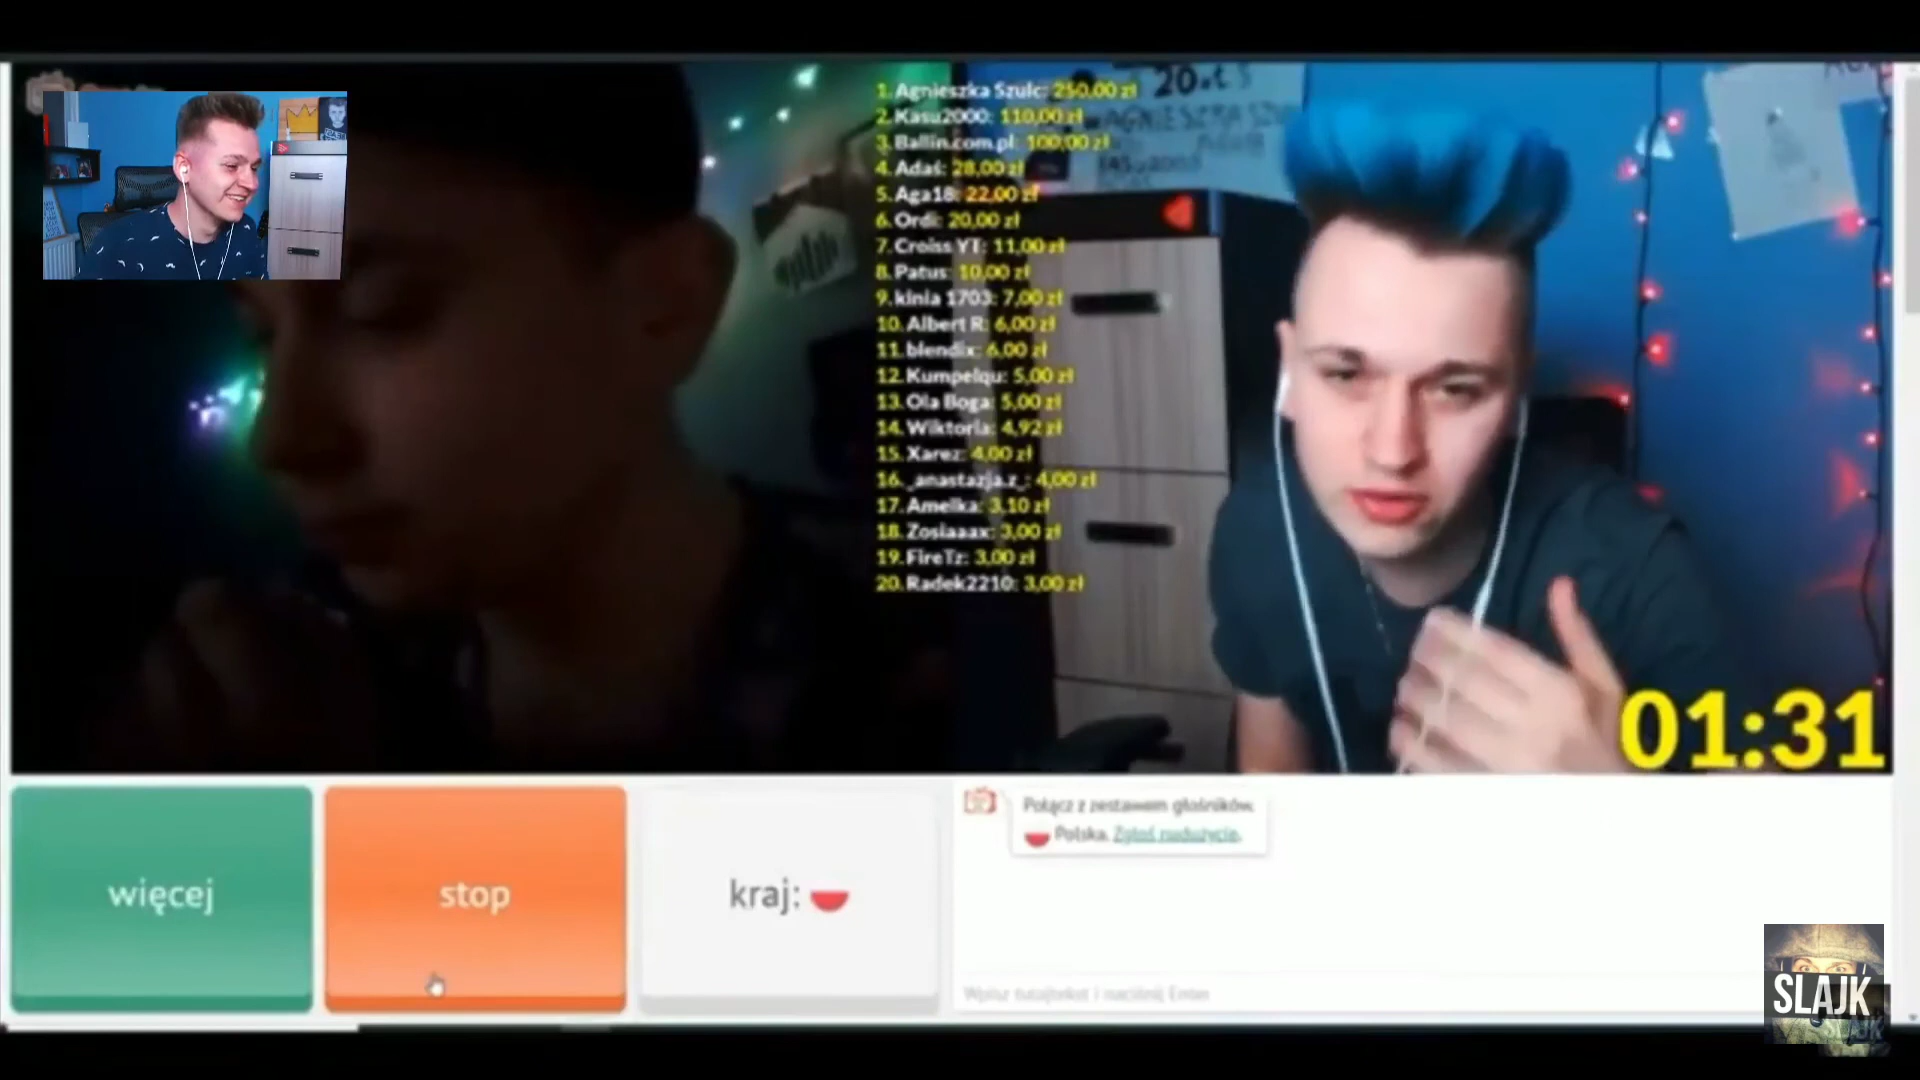 1. Agnieszka Szulc: 250,00 zł
2. Kasu2000: 110,00 zł
3. Ballin.com.pl: 100,00 zł
4. Adaś: 28,00 zł
5. Aga18: 22,00 zł
6. Ordi: 20,00 zł
7. Croiss YT: 11,00 zł
8. Patus: 10,00 zł
9. kinia 1703: 7,00 zł
10. Albert R: 6,00 zł
11. blendix: 6,00 zł
12. Kumpelqu: 5,00 zł
13. Ola Boga: 5,00 zł
14. Wiktoria: 4,92 zł
15. Xarez: 4,00 zł
16. _anastazja.z_: 4,00 zł
17. Amelka: 3,10 zł
18. Zosiaaax: 3,00 zł
19. FireTz: 3,00 zł
20. Radek2210: 3,00 zł
AGNIESZKA
01:31
więcej
stop
kraj:
Połącz z zestawem głośników.
Polska. Zgłoś nadużycie.
Wpisz tutaj tekst i naciśnij Enter
SLAJK